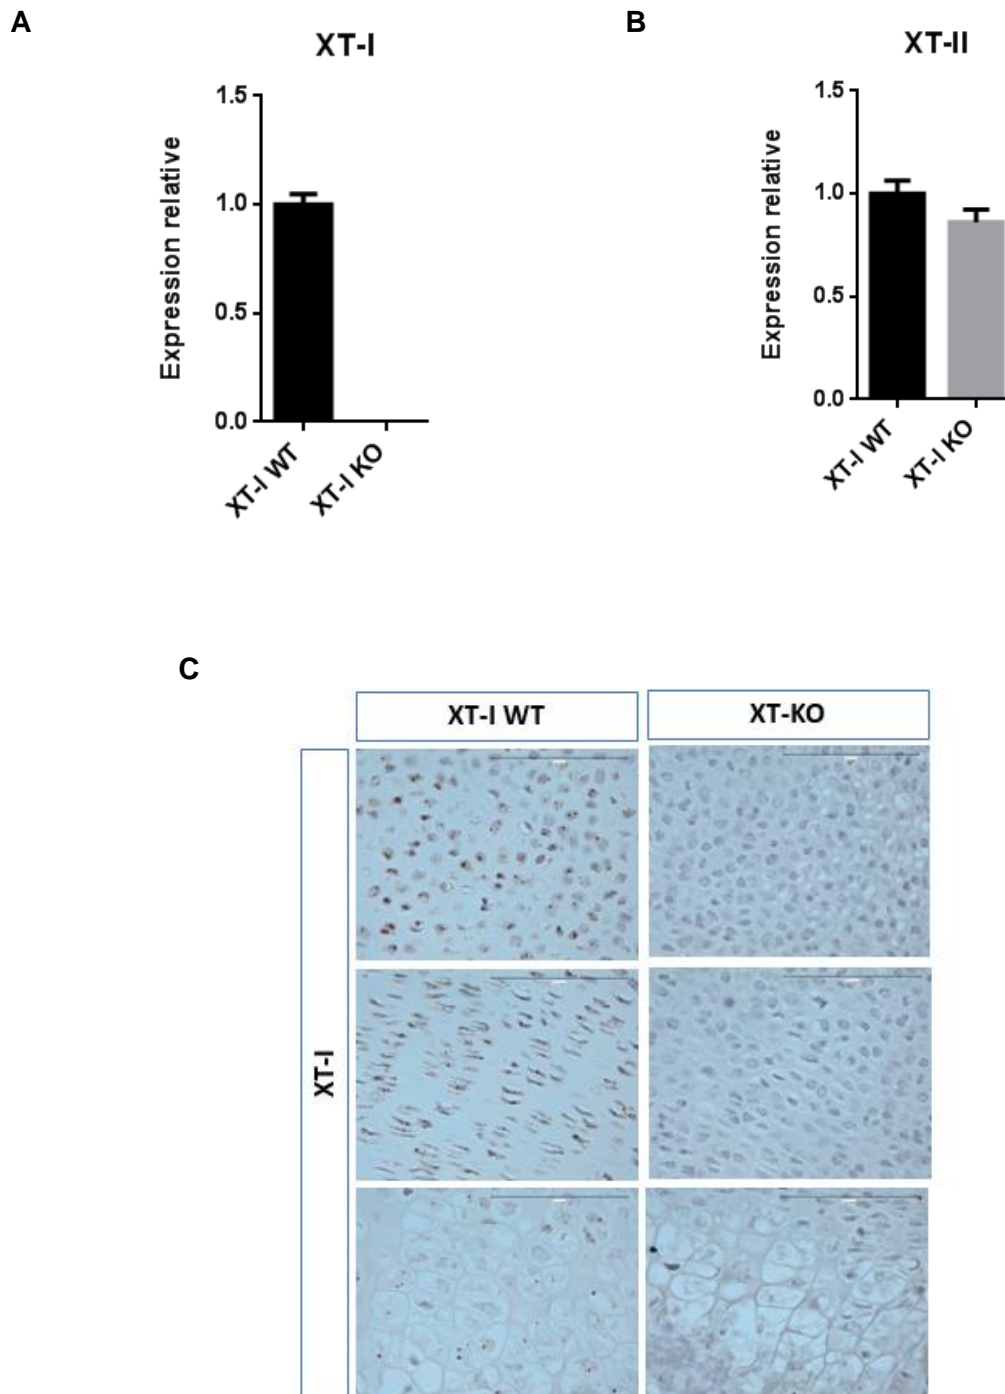 A
XT-I
Expression relative
1.5
1.0
0.5
0.0
XT-I WT
XT-I KO
B
XT-II
Expression relative
1.5
1.0
0.5
0.0
XT-I WT
XT-I KO
C
XT-I WT
XT-KO
XT-I